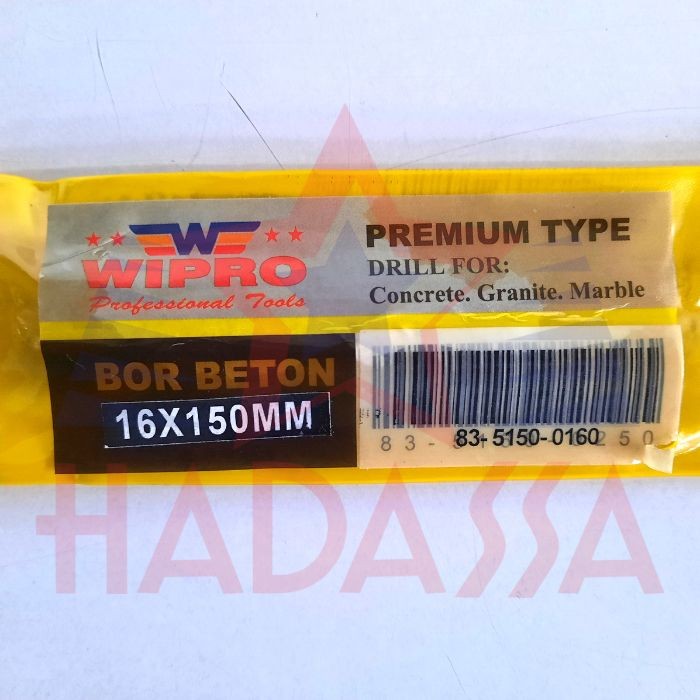 WIPRO
Professional Tools
PREMIUM TYPE
DRILL FOR:
Concrete. Granite. Marble
BOR BETON
16X150MM
83-5150-0160
HADASSA